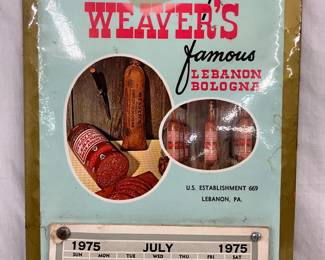 WEAVER'S
famous
LEBANON
BOLOGNA
U.S. ESTABLISHMENT 669
LEBANON, PA.
1975 JULY 1975
SUN MON TUE WED THU FRI SAT